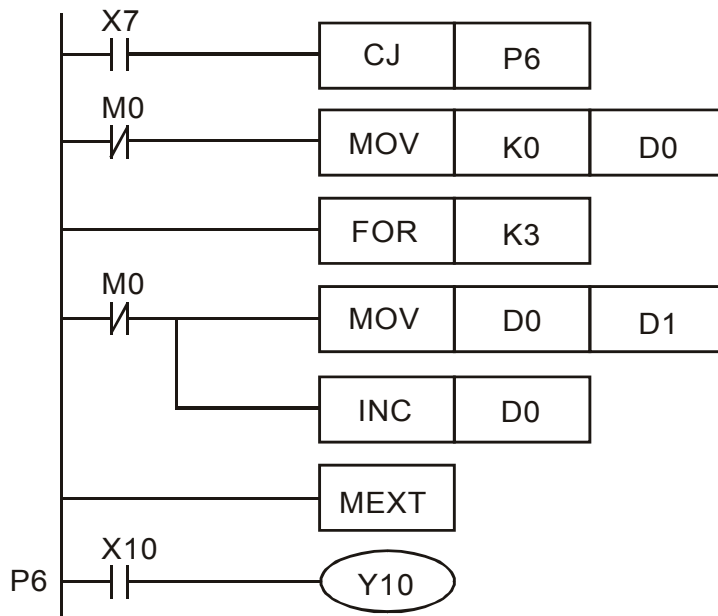 X7
CJ P6
M0
MOV K0 D0
FOR K3
M0
MOV D0 D1
INC D0
MEXT
X10
P6 Y10